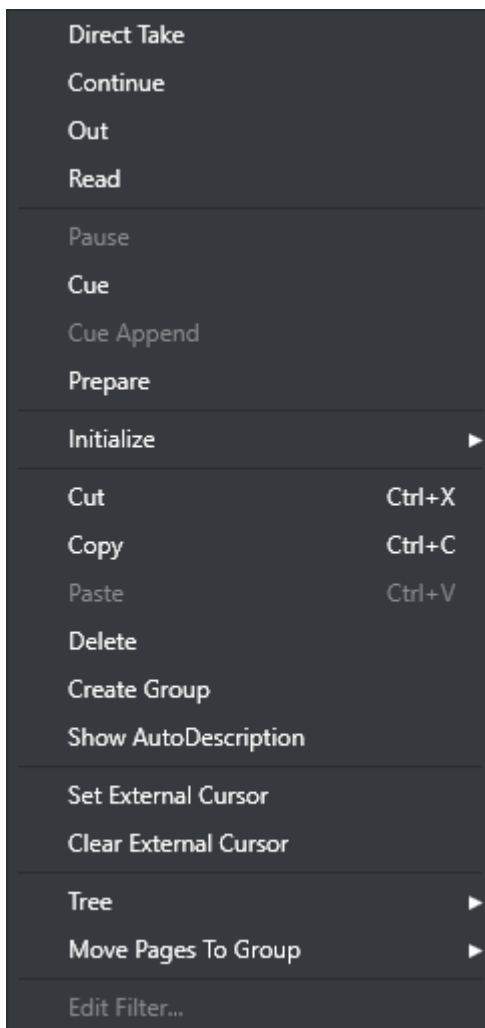 Direct Take
Continue
Out
Read
Pause
Cue
Cue Append
Prepare
Initialize
Cut Ctrl+X
Copy Ctrl+C
Paste Ctrl+V
Delete
Create Group
Show AutoDescription
Set External Cursor
Clear External Cursor
Tree
Move Pages To Group
Edit Filter...